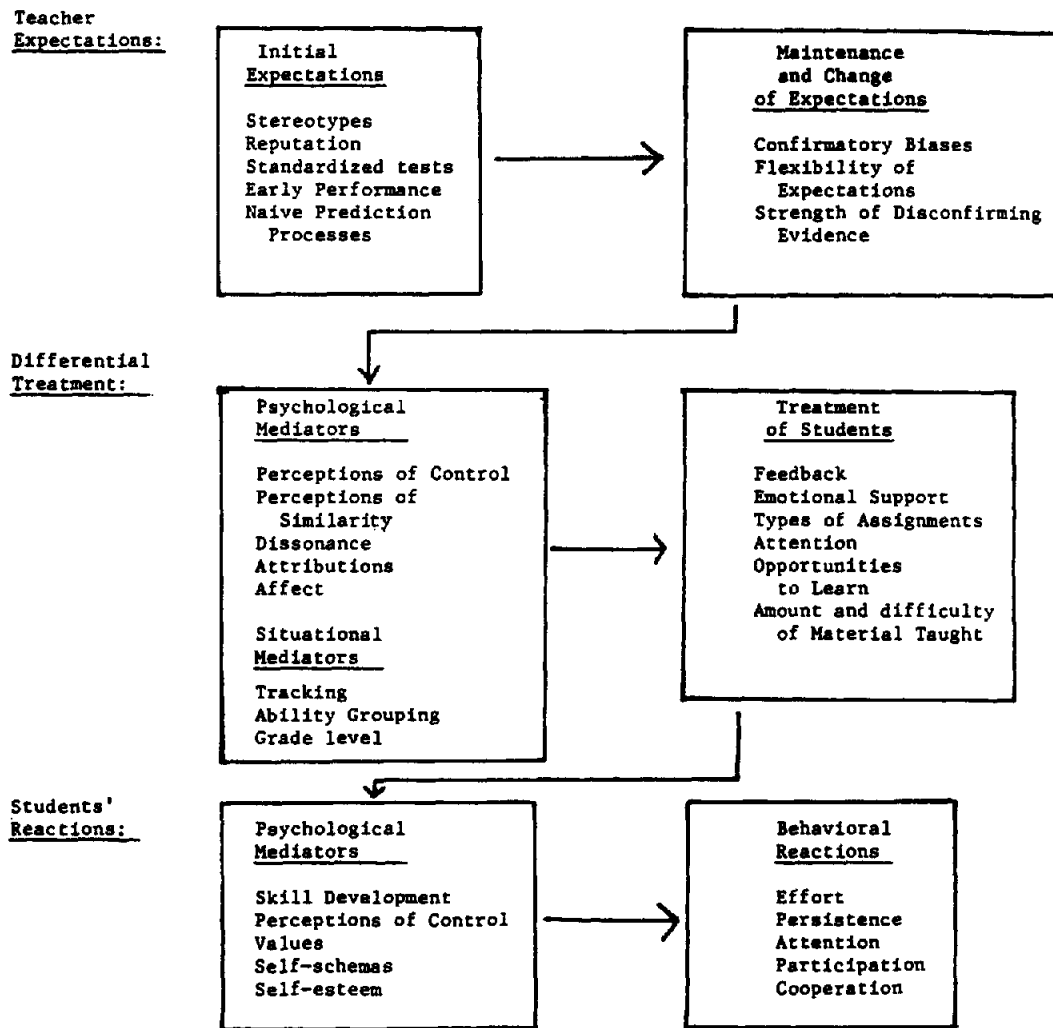 Teacher
Expectations:
Initial
Expectations
Stereotypes
Reputation
Standardized tests
Early Performance
Naive Prediction
Processes
Maintenance
and Change
of Expectations
Confirmatory Biases
Flexibility of
Expectations
Strength of Disconfirming
Evidence
Differential
Treatment:
Psychological
Mediators
Perceptions of Control
Perceptions of
Similarity
Dissonance
Attributions
Affect
Situational
Mediators
Tracking
Ability Grouping
Grade level
Treatment
of Students
Feedback
Emotional Support
Types of Assignments
Attention
Opportunities
to Learn
Amount and difficulty
of Material Taught
Students'
Reactions:
Psychological
Mediators
Skill Development
Perceptions of Control
Values
Self-schemas
Self-esteem
Behavioral
Reactions
Effort
Persistence
Attention
Participation
Cooperation